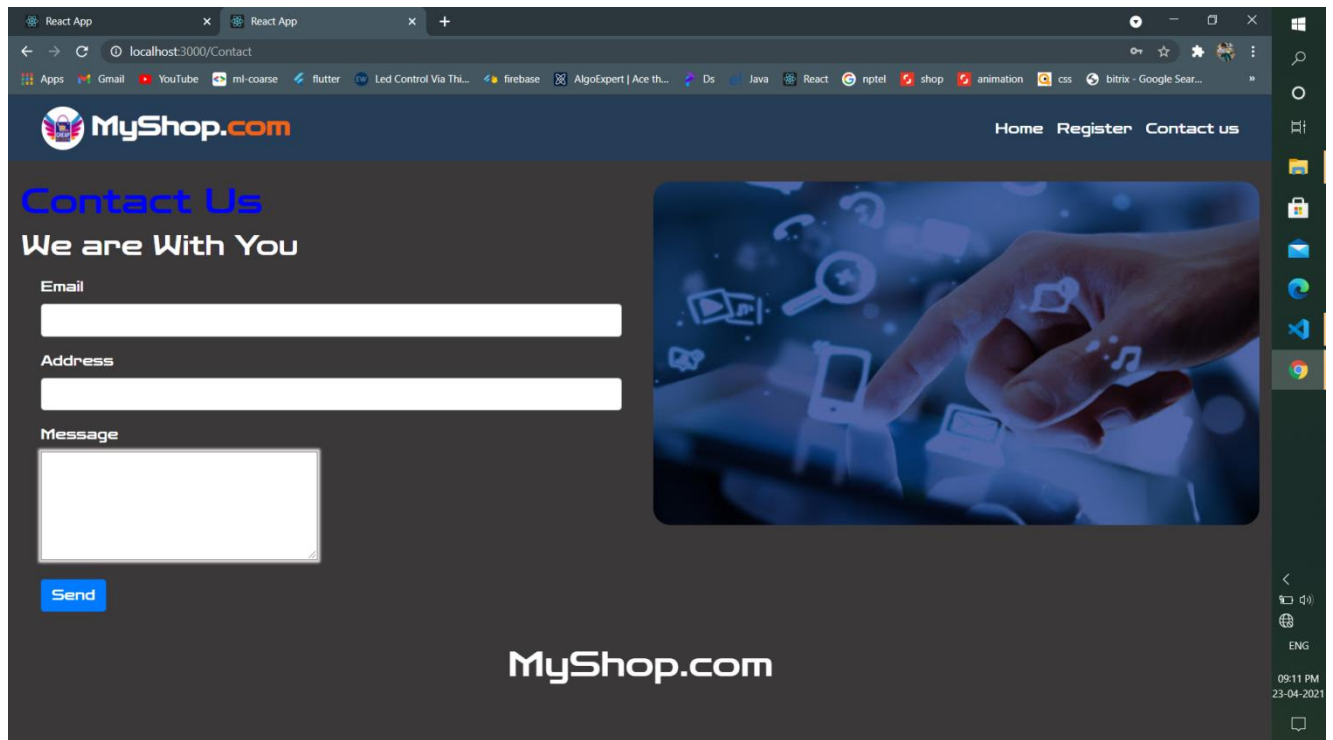 React App
React App
localhost:3000/Contact
Apps Gmail YouTube ml-coarse flutter Led Control Via Thi... firebase AlgoExpert | Ace th... Ds Java React nptel shop animation css bitrix - Google Sear... »
MyShop.com
Home Register Contact us
Contact Us
We are With You
Email
Address
Message
Send
MyShop.com
ENG
09:11 PM
23-04-2021